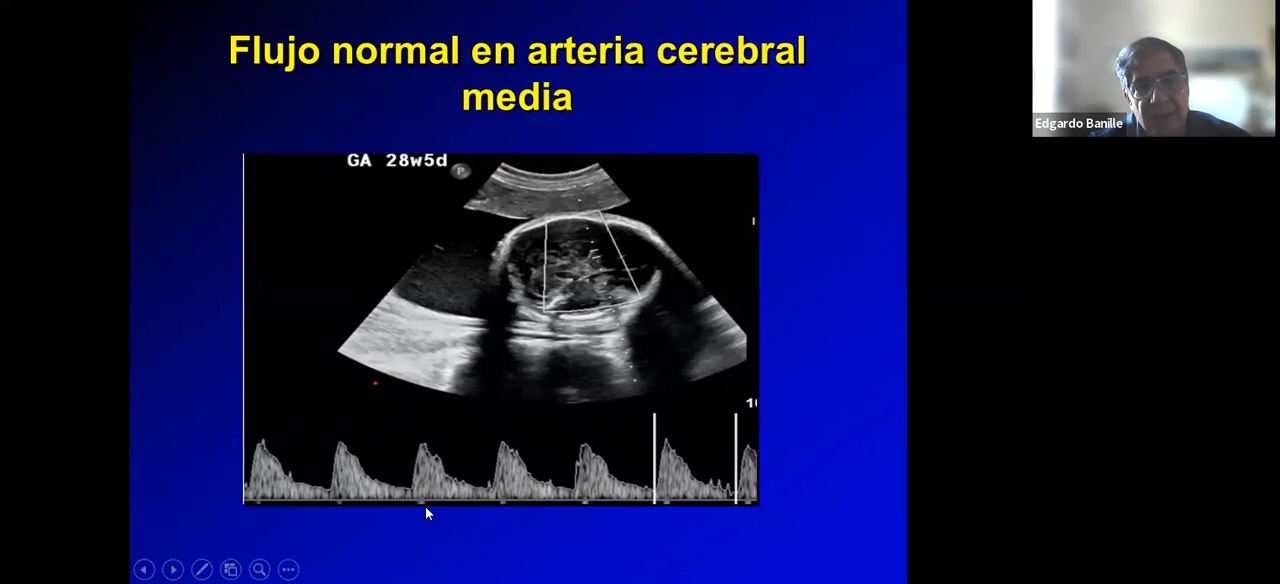 Flujo normal en arteria cerebral
media
GA 28w5d
P
Edgardo Banille